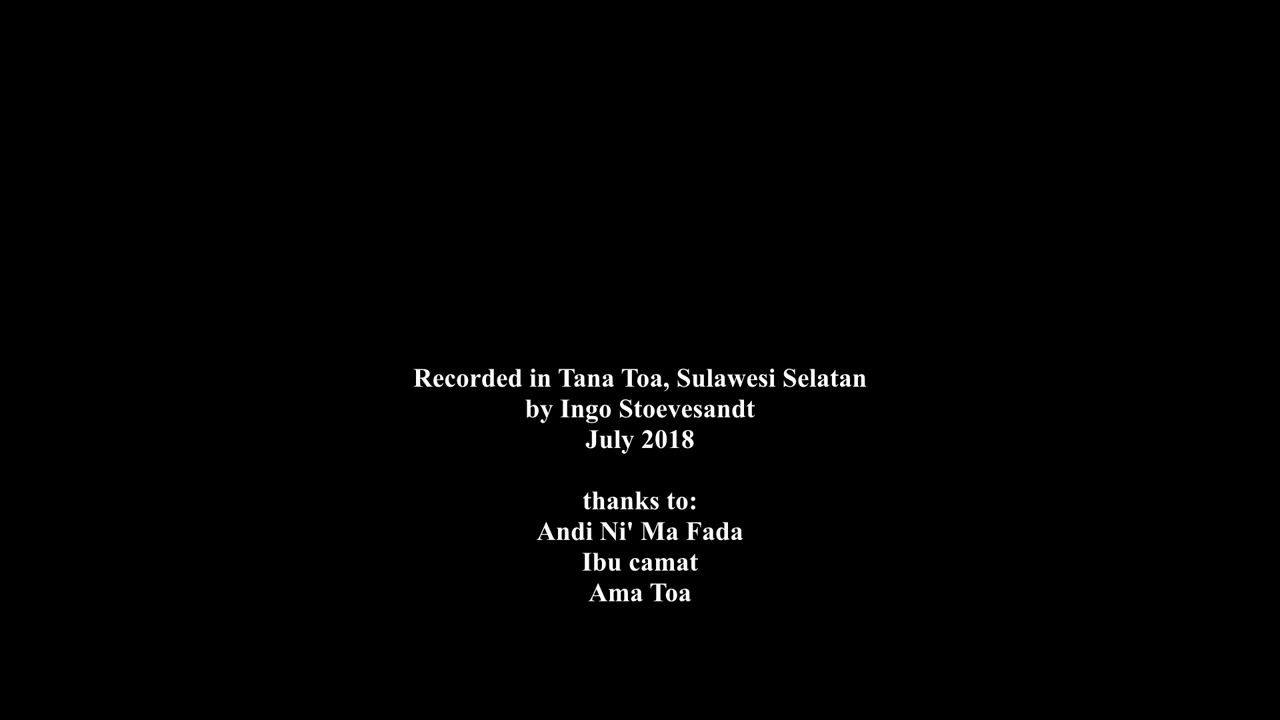 Recorded in Tana Toa, Sulawesi Selatan
by Ingo Stoevesandt
July 2018
thanks to:
Andi Ni' Ma Fada
Ibu camat
Ama Toa